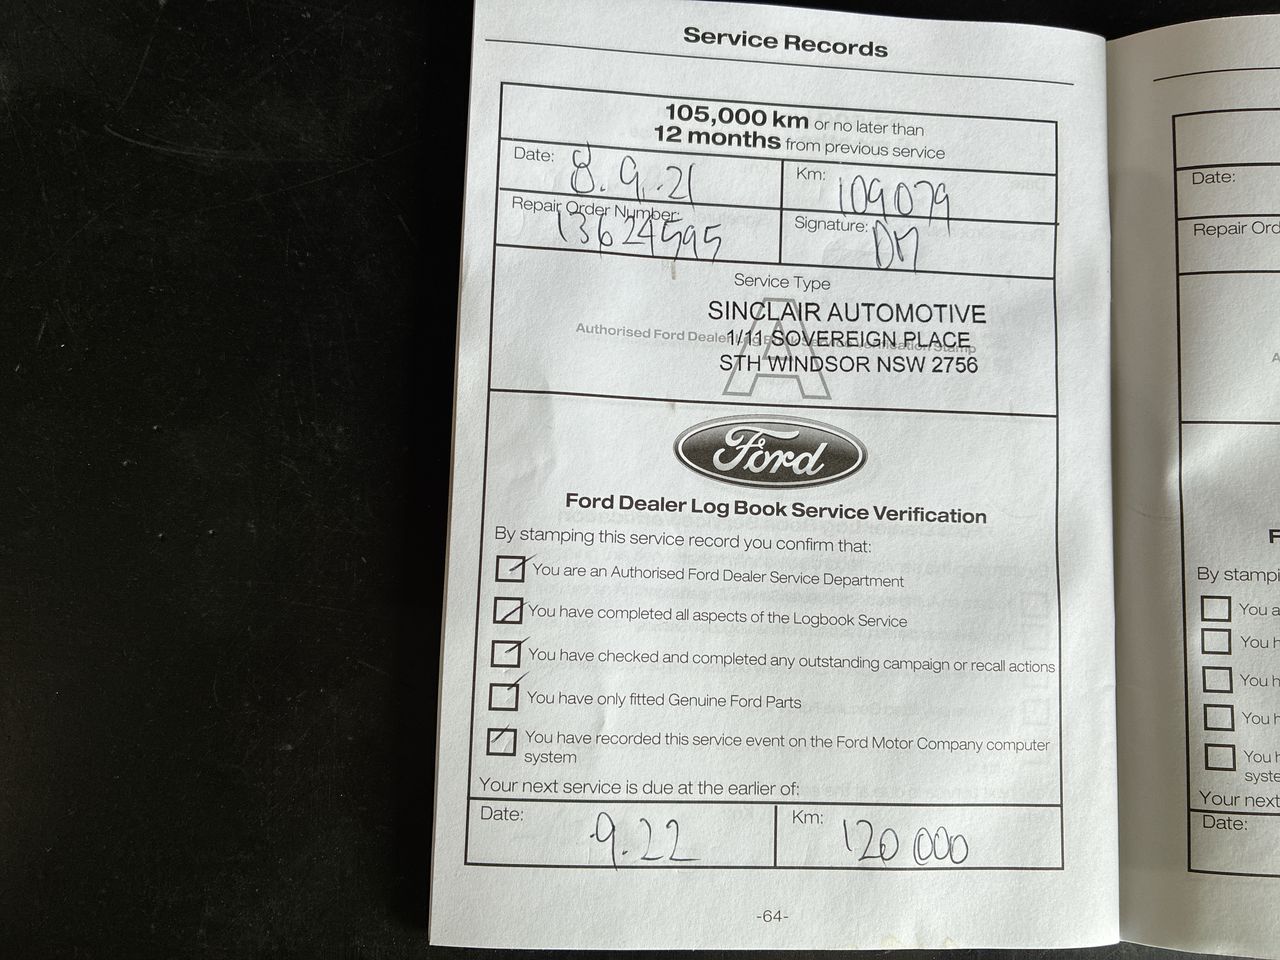 Service Records
105,000 km or no later than
12 months from previous service
Date: 8.9.21
Km: 109079
Repair Order Number: 13624595
Signature: DM
Service Type
A
SINCLAIR AUTOMOTIVE
Authorised Ford Dealer
1/11 SOVEREIGN PLACE
STH WINDSOR NSW 2756
Ford
Ford Dealer Log Book Service Verification
By stamping this service record you confirm that:
You are an Authorised Ford Dealer Service Department
You have completed all aspects of the Logbook Service
You have checked and completed any outstanding campaign or recall actions
You have only fitted Genuine Ford Parts
You have recorded this service event on the Ford Motor Company computer
system
Your next service is due at the earlier of:
Date: 9.22
Km: 120 000
-64-
Date:
Repair Ord
A
F
By stampi
You a
You h
You h
You h
You h
syste
Your next
Date: